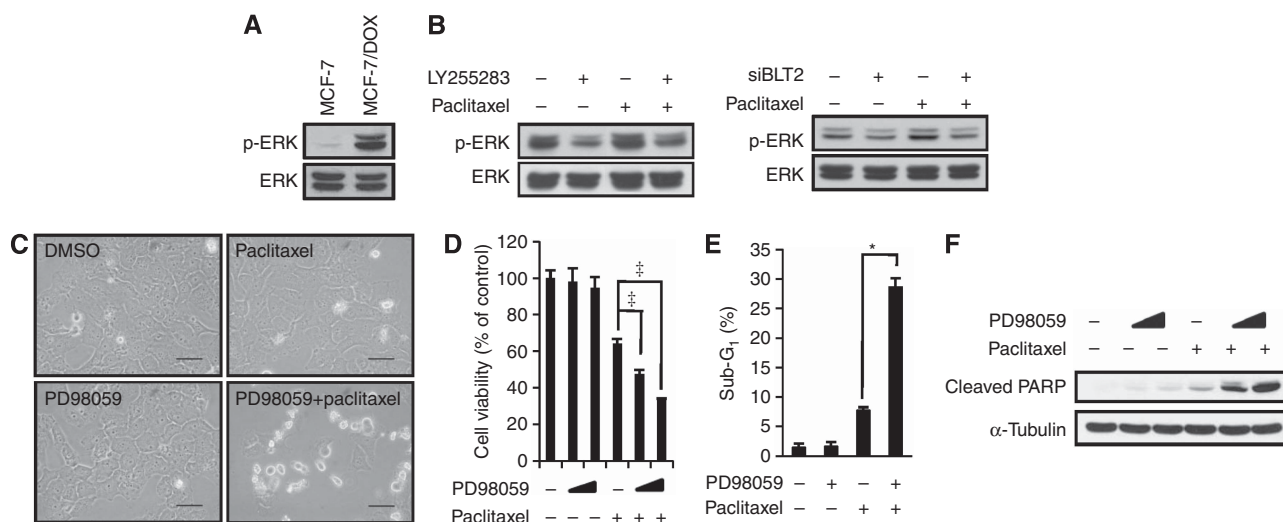 A
MCF-7
MCF-7/DOX
p-ERK
ERK
B
LY255283 – + – +
Paclitaxel – – + +
p-ERK
ERK
siBLT2 – + – +
Paclitaxel – – + +
p-ERK
ERK
C
DMSO
Paclitaxel
PD98059
PD98059+paclitaxel
D
Cell viability (% of control)
120
100
80
60
40
20
0
‡
‡
PD98059 – –
Paclitaxel – – – + + +
E
Sub-G₁ (%)
35
30
25
20
15
10
5
0
*
PD98059 – + – +
Paclitaxel – – + +
F
PD98059 – –
Paclitaxel – – – + + +
Cleaved PARP
α-Tubulin